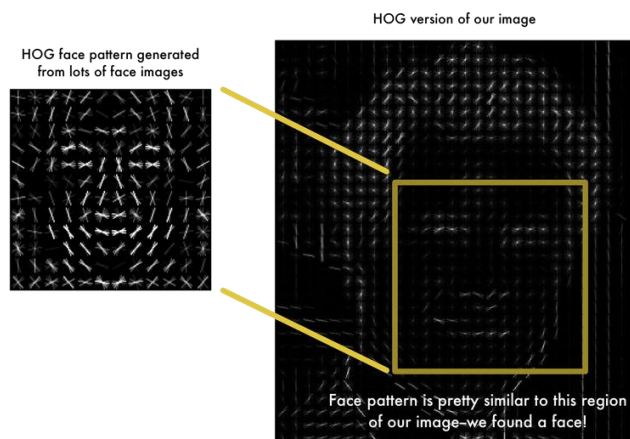 HOG version of our image
HOG face pattern generated
from lots of face images
Face pattern is pretty similar to this region
of our image–we found a face!